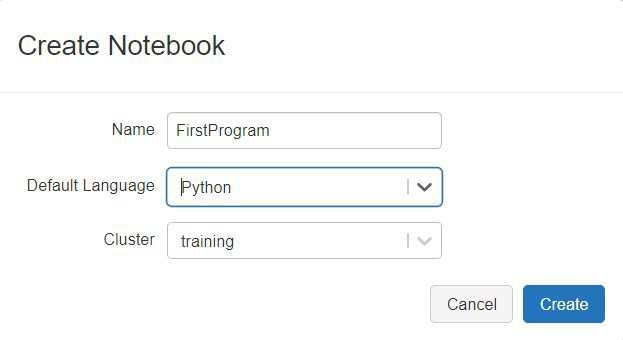 Create Notebook
Name FirstProgram
Default Language Python
Cluster training
Cancel Create